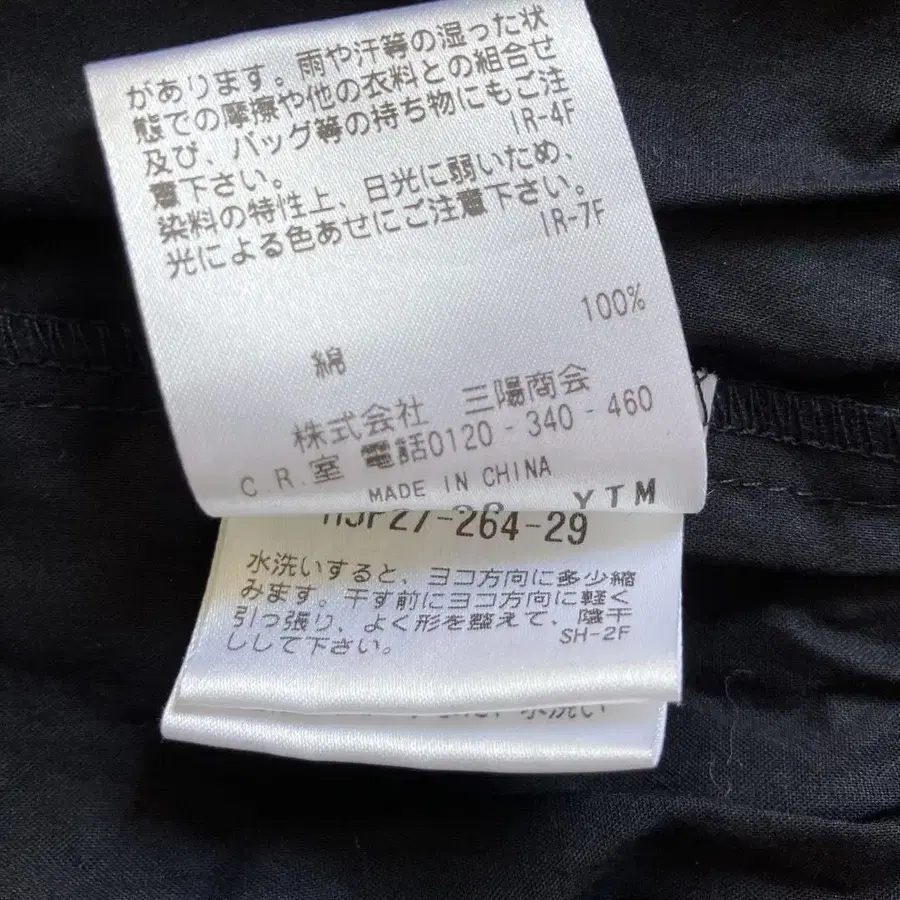 があります。雨や汗等の湿った状
態での摩擦や他の衣料との組合せ
及び、バッグ等の持ち物にもご注
意下さい。 IR-4F
染料の特性上、日光に弱いため、
光による色あせにご注意下さい。
IR-7F
100%
綿
株式会社 三陽商会
C.R.室 電話0120-340-460
MADE IN CHINA
YTM
27-264-29
水洗いすると、ヨコ方向に多少縮
みます。干す前にヨコ方向に軽く
引っ張り、よく形を整えて、陰干
ししして下さい。 SH-2F
水洗い